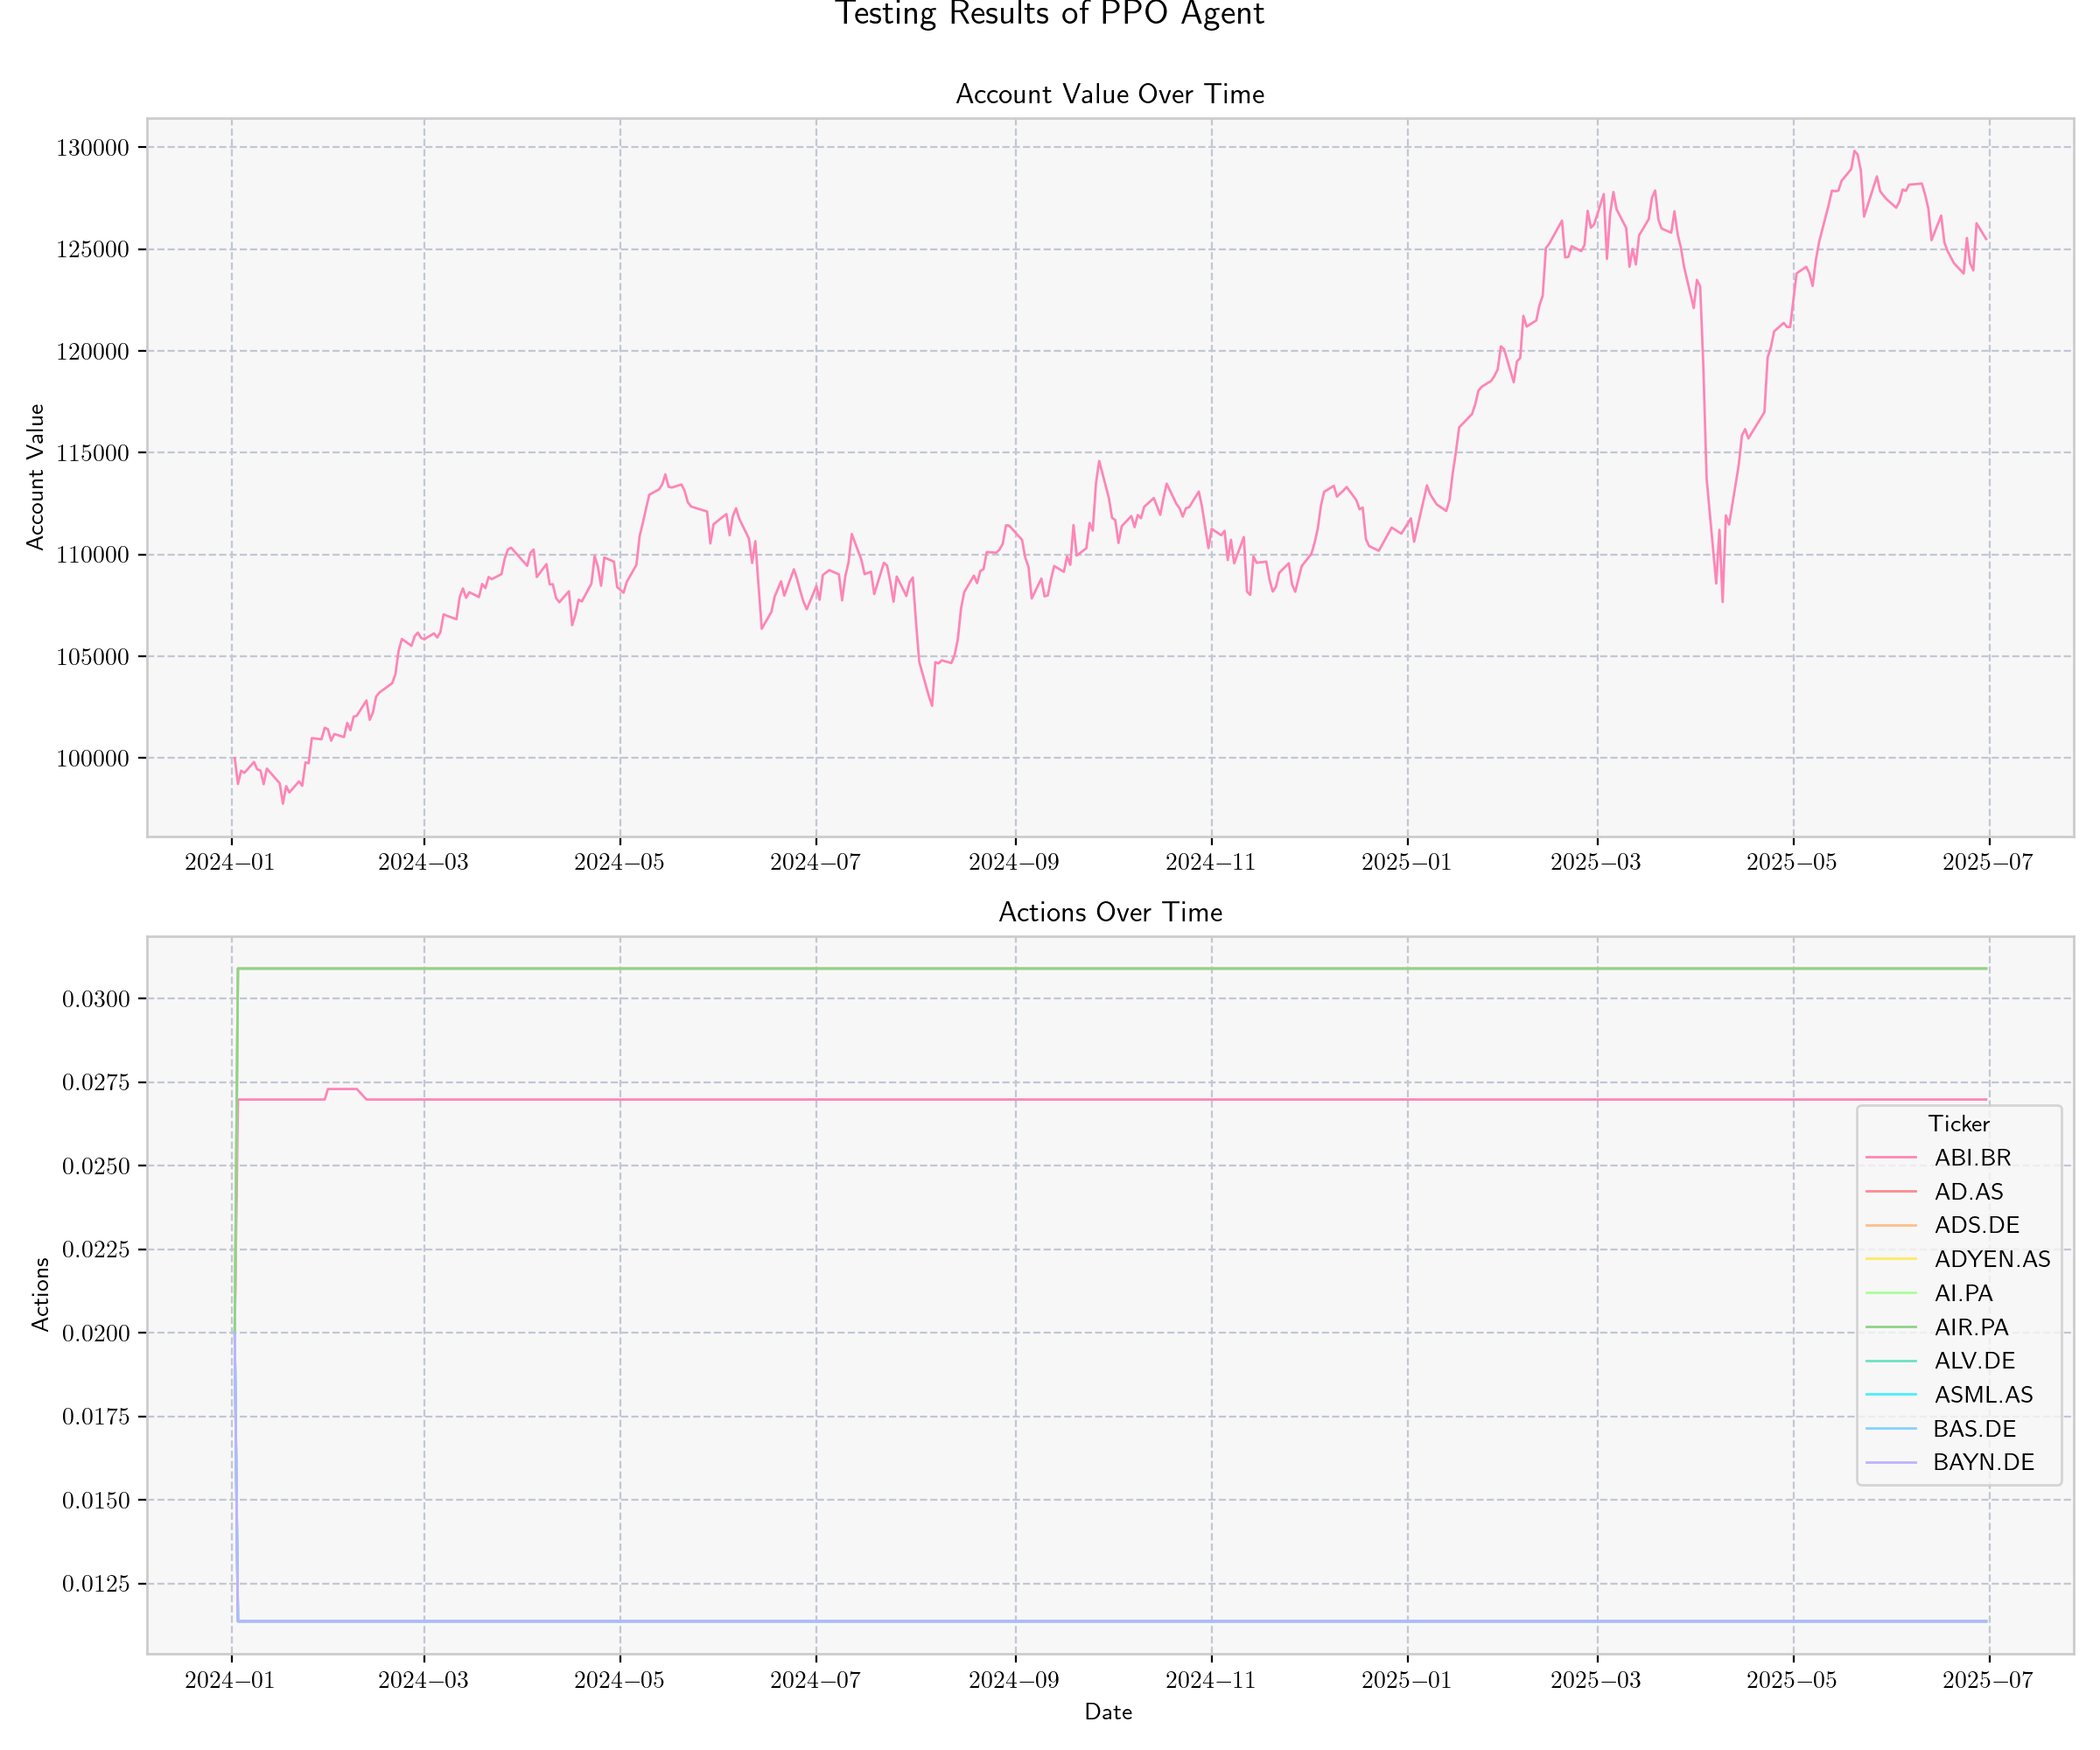 Testing Results of PPO Agent
Account Value Over Time
Account Value
130000
125000
120000
115000
110000
105000
100000
2024−01 2024−03 2024−05 2024−07 2024−09 2024−11 2025−01 2025−03 2025−05 2025−07
Actions Over Time
Actions
0.0300
0.0275
0.0250
0.0225
0.0200
0.0175
0.0150
0.0125
Ticker
ABI.BR
AD.AS
ADS.DE
ADYEN.AS
AI.PA
AIR.PA
ALV.DE
ASML.AS
BAS.DE
BAYN.DE
2024−01 2024−03 2024−05 2024−07 2024−09 2024−11 2025−01 2025−03 2025−05 2025−07
Date